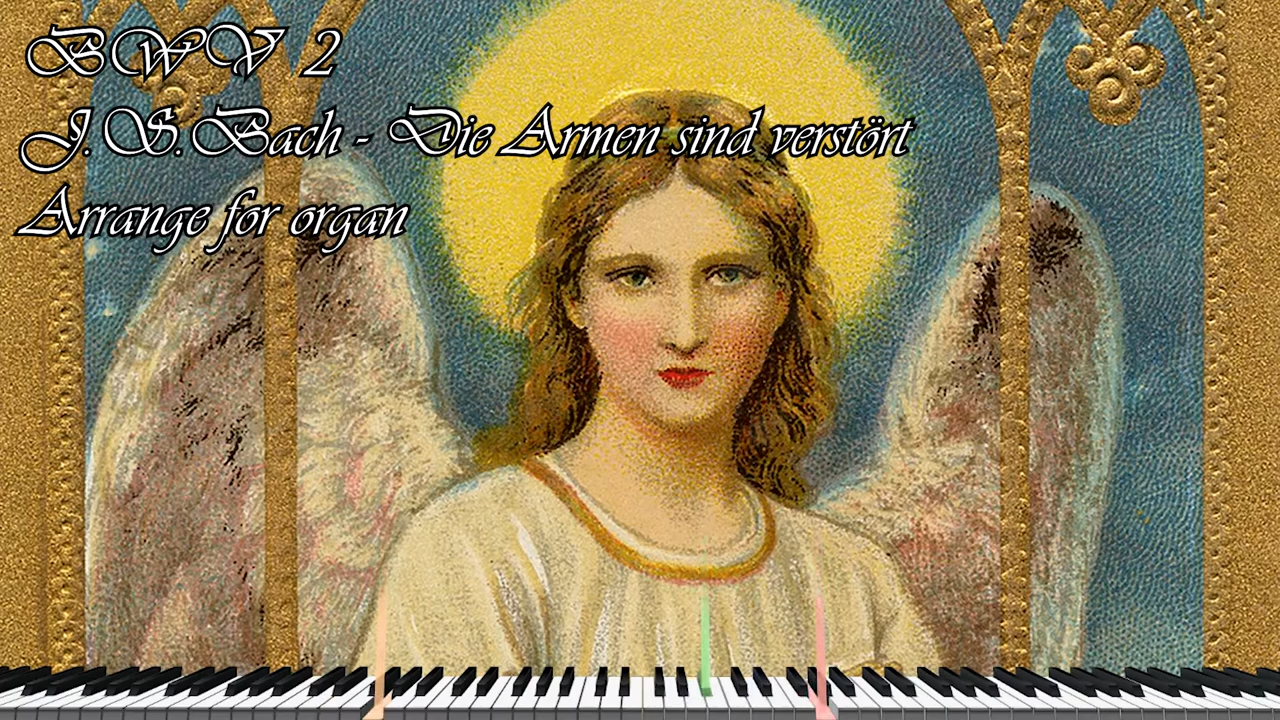 BWV 2
J.S.Bach - Die Armen sind verstört
Arrange for organ